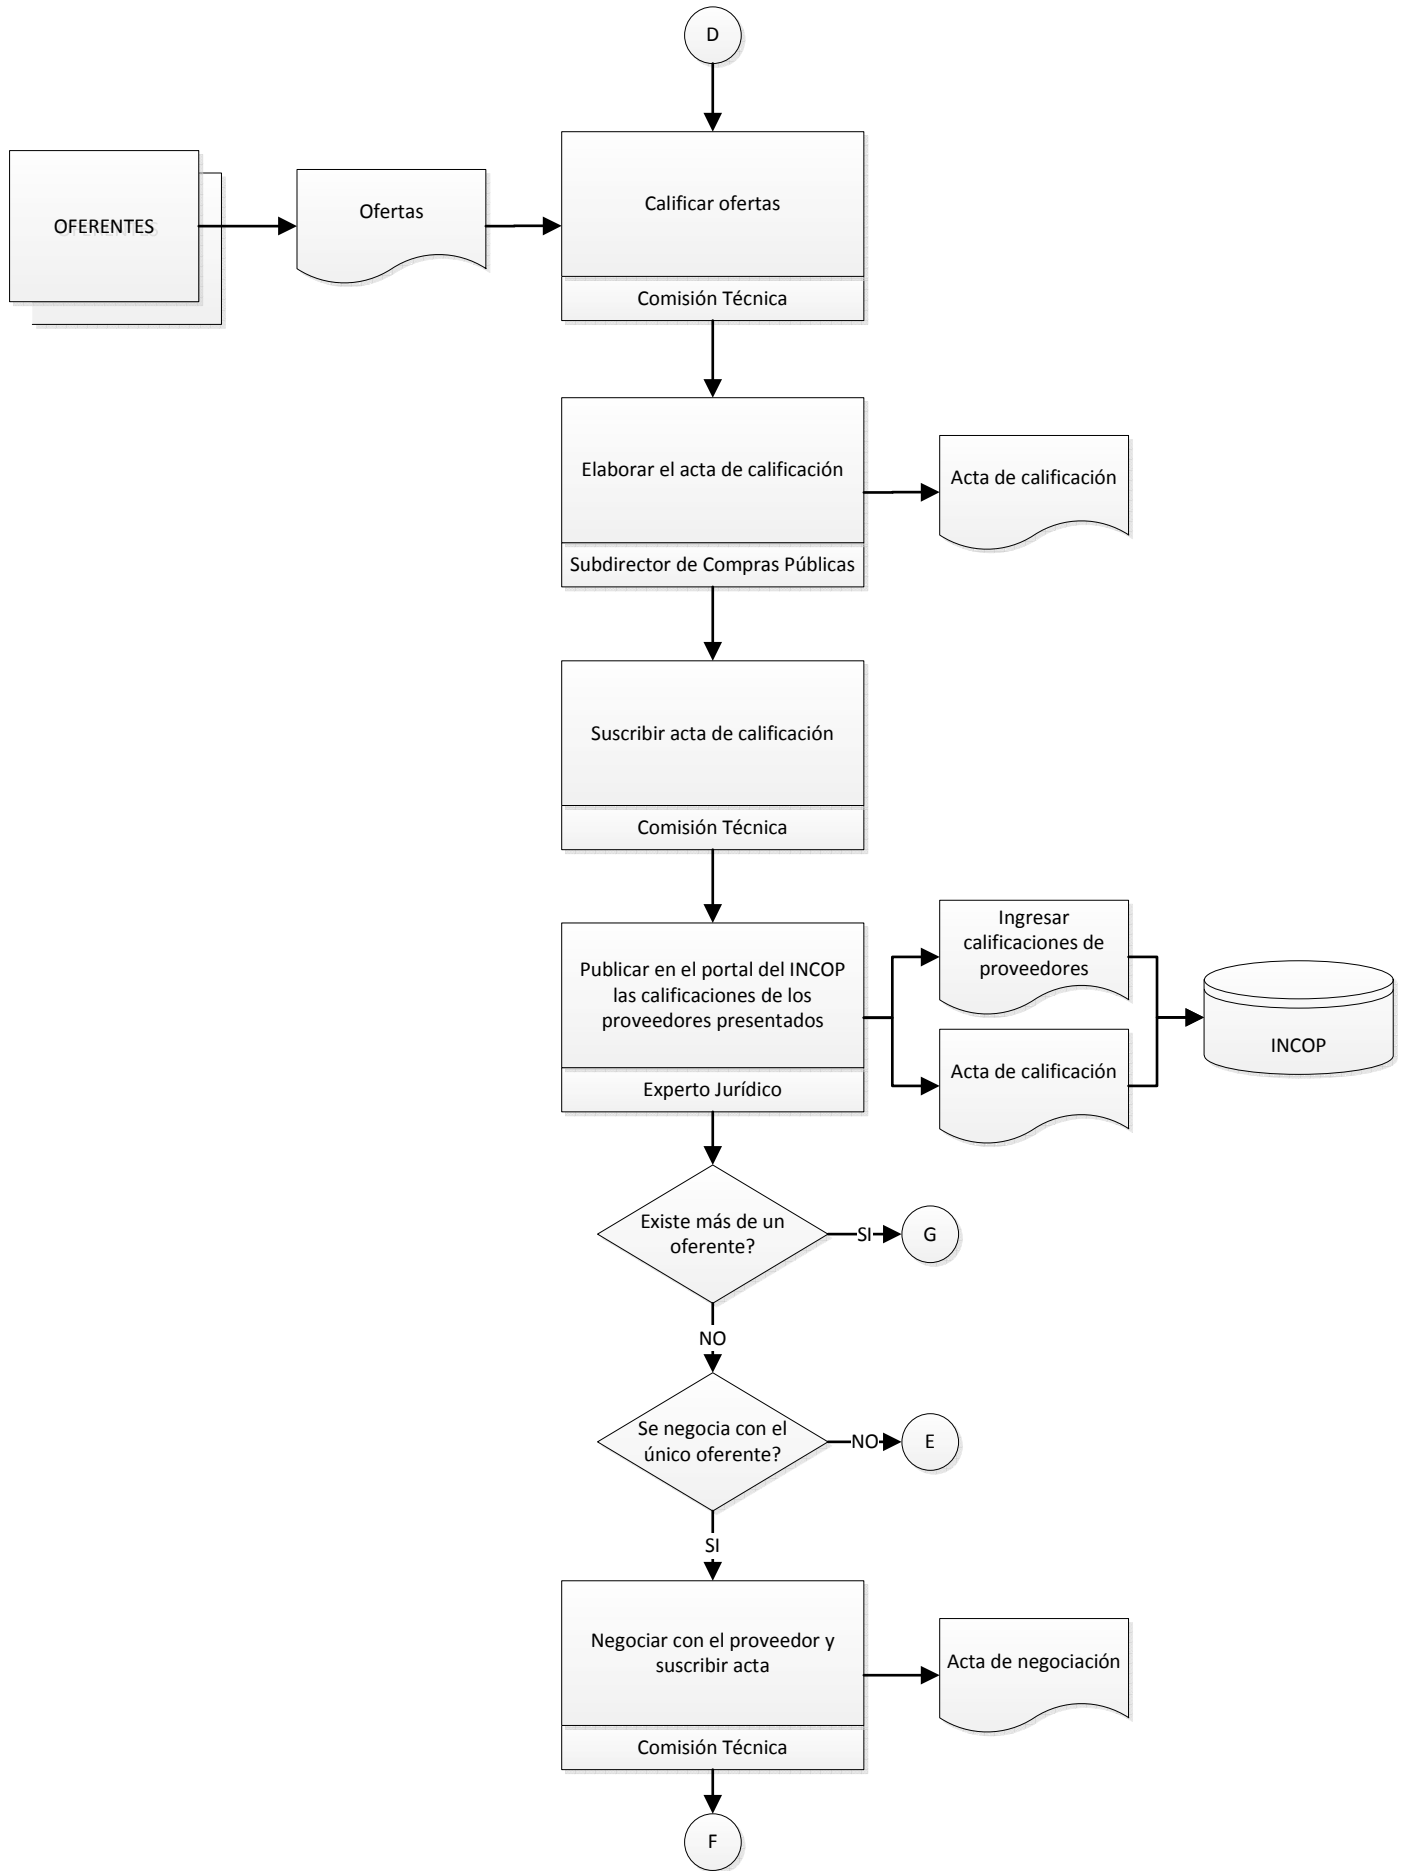 D
OFERENTES
Ofertas
Calificar ofertas
Comisión Técnica
Elaborar el acta de calificación
Subdirector de Compras Públicas
Acta de calificación
Suscribir acta de calificación
Comisión Técnica
Publicar en el portal del INCOP
las calificaciones de los
proveedores presentados
Experto Jurídico
Ingresar
calificaciones de
proveedores
Acta de calificación
INCOP
Existe más de un
oferente?
SI
G
NO
Se negocia con el
único oferente?
NO
E
SI
Negociar con el proveedor y
suscribir acta
Comisión Técnica
Acta de negociación
F